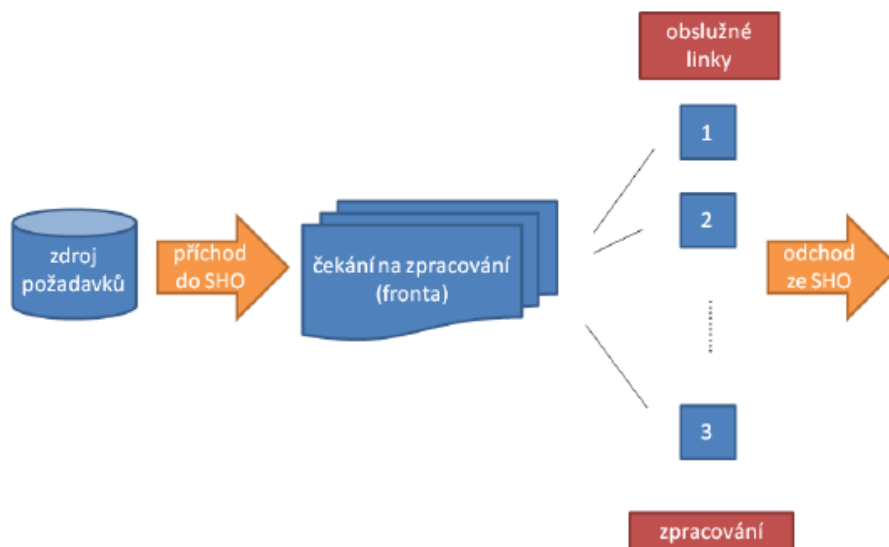 obslužné
linky
1
2
zdroj
požadavků
příchod
do SHO
čekání na zpracování
(fronta)
odchod
ze SHO
3
zpracování